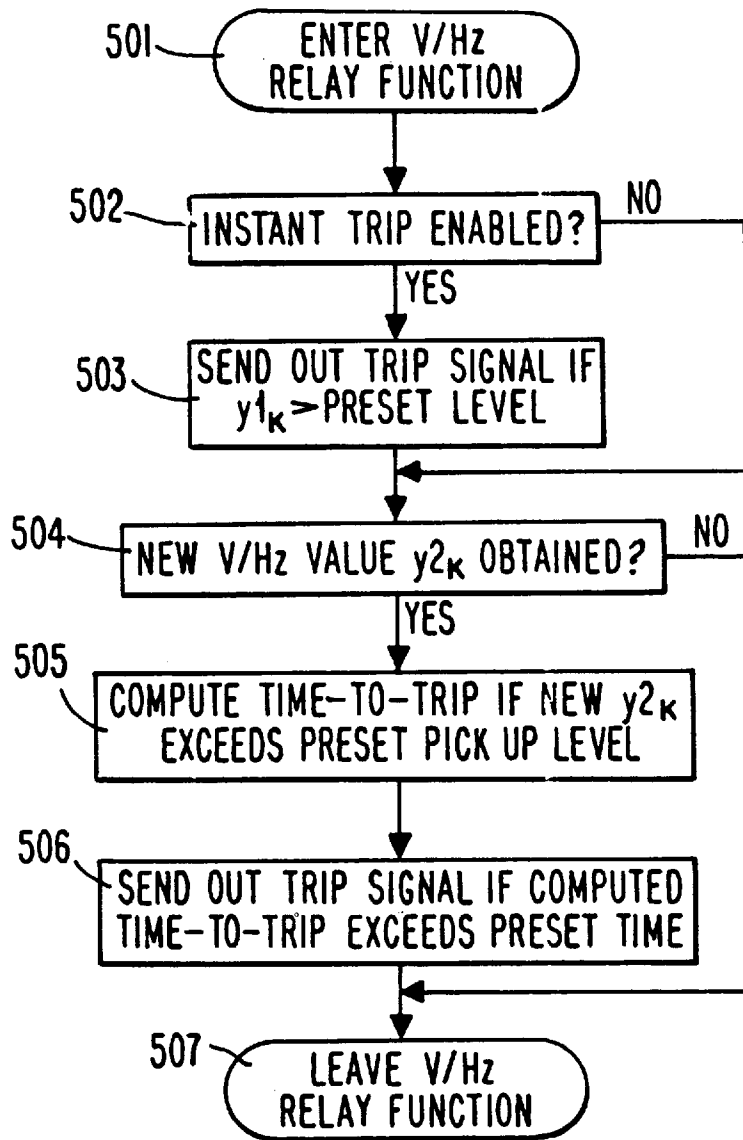 501
ENTER V/Hz
RELAY FUNCTION
502
INSTANT TRIP ENABLED?
NO
YES
503
SEND OUT TRIP SIGNAL IF
y1K > PRESET LEVEL
504
NEW V/Hz VALUE y2K OBTAINED?
NO
YES
505
COMPUTE TIME-TO-TRIP IF NEW y2K
EXCEEDS PRESET PICK UP LEVEL
506
SEND OUT TRIP SIGNAL IF COMPUTED
TIME-TO-TRIP EXCEEDS PRESET TIME
507
LEAVE V/Hz
RELAY FUNCTION